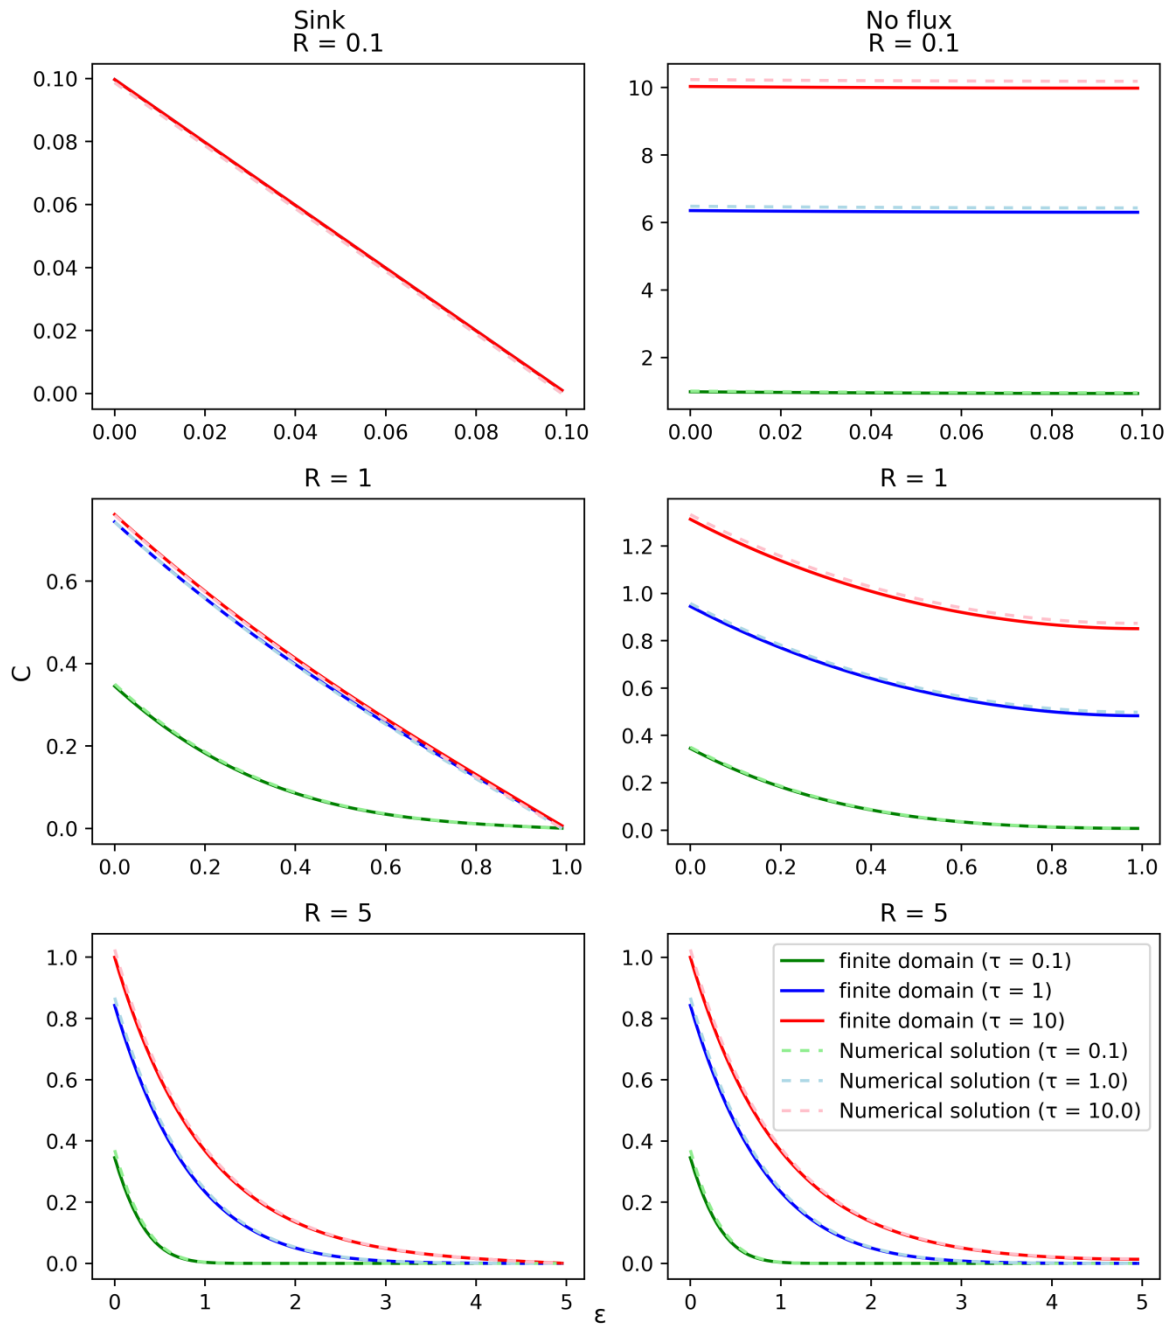 Sink
R = 0.1
0.10
0.08
0.06
0.04
0.02
0.00
0.00 0.02 0.04 0.06 0.08 0.10
No flux
R = 0.1
10
8
6
4
2
0.00 0.02 0.04 0.06 0.08 0.10
R = 1
0.6
0.4
0.2
0.0
0.0 0.2 0.4 0.6 0.8 1.0
R = 1
1.2
1.0
0.8
0.6
0.4
0.2
0.0
0.0 0.2 0.4 0.6 0.8 1.0
C
R = 5
1.0
0.8
0.6
0.4
0.2
0.0
0 1 2 3 4 5
R = 5
1.0
0.8
0.6
0.4
0.2
0.0
0 1 2 3 4 5
finite domain (τ = 0.1)
finite domain (τ = 1)
finite domain (τ = 10)
Numerical solution (τ = 0.1)
Numerical solution (τ = 1.0)
Numerical solution (τ = 10.0)
ε